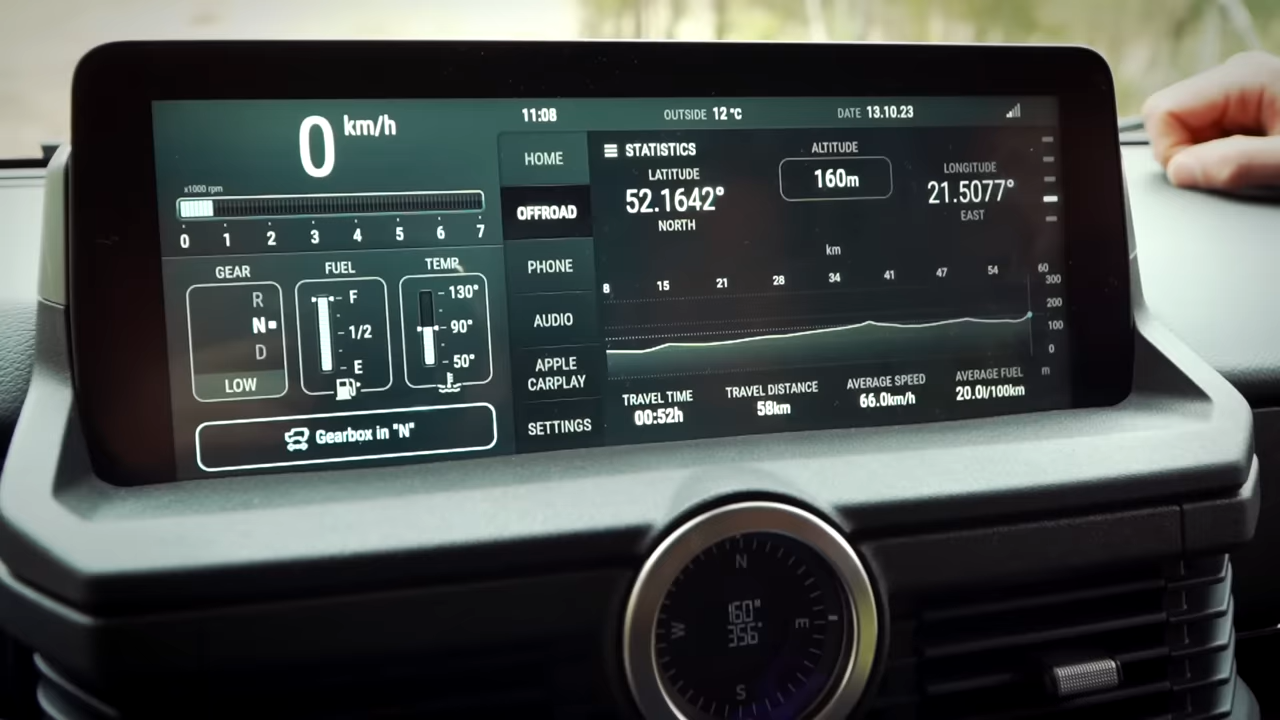 0 km/h
x1000 rpm
0 1 2 3 4 5 6 7
GEAR
R
N
D
LOW
FUEL
F
1/2
E
TEMP
130°
90°
50°
Gearbox in "N"
11:08 OUTSIDE 12 °C DATE 13.10.23
HOME
OFFROAD
PHONE
AUDIO
APPLE
CARPLAY
SETTINGS
STATISTICS
LATITUDE
52.1642°
NORTH
ALTITUDE
160m
LONGITUDE
21.5077°
EAST
km
8 15 21 28 34 41 47 54 60
300
200
100
0
m
TRAVEL TIME
00:52h
TRAVEL DISTANCE
58km
AVERAGE SPEED
66.0km/h
AVERAGE FUEL
20.0l/100km
N
W
E
S
160°
356°